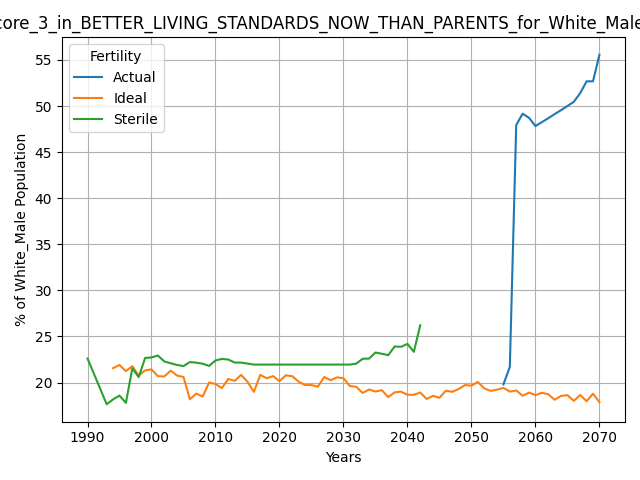 core_3_in_BETTER_LIVING_STANDARDS_NOW_THAN_PARENTS_for_White_Male
Fertility
Actual
Ideal
Sterile
% of White_Male Population
55
50
45
40
35
30
25
20
1990 2000 2010 2020 2030 2040 2050 2060 2070
Years